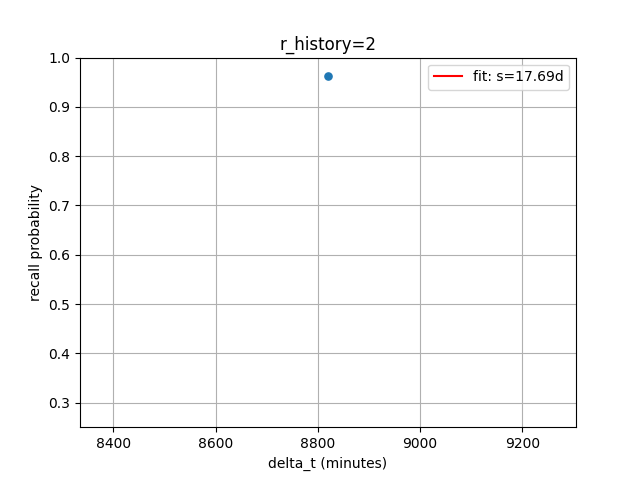 r_history=2
1.0
0.9
0.8
0.7
0.6
0.5
0.4
0.3
recall probability
fit: s=17.69d
8400 8600 8800 9000 9200
delta_t (minutes)